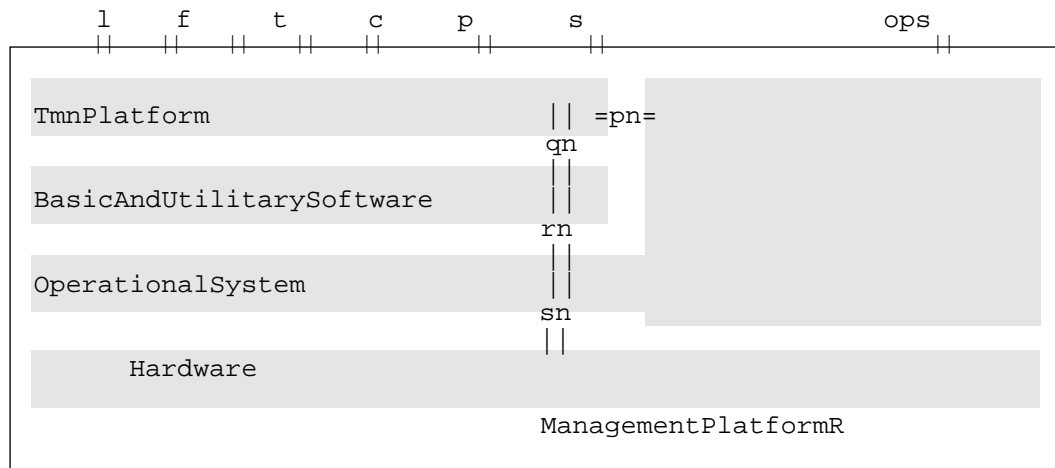 l f t c p s ops
|| || || || || || || ||
TmnPlatform || =pn=
qn
||
BasicAndUtilitarySoftware ||
rn
||
OperationalSystem ||
sn
||
Hardware
ManagementPlatformR